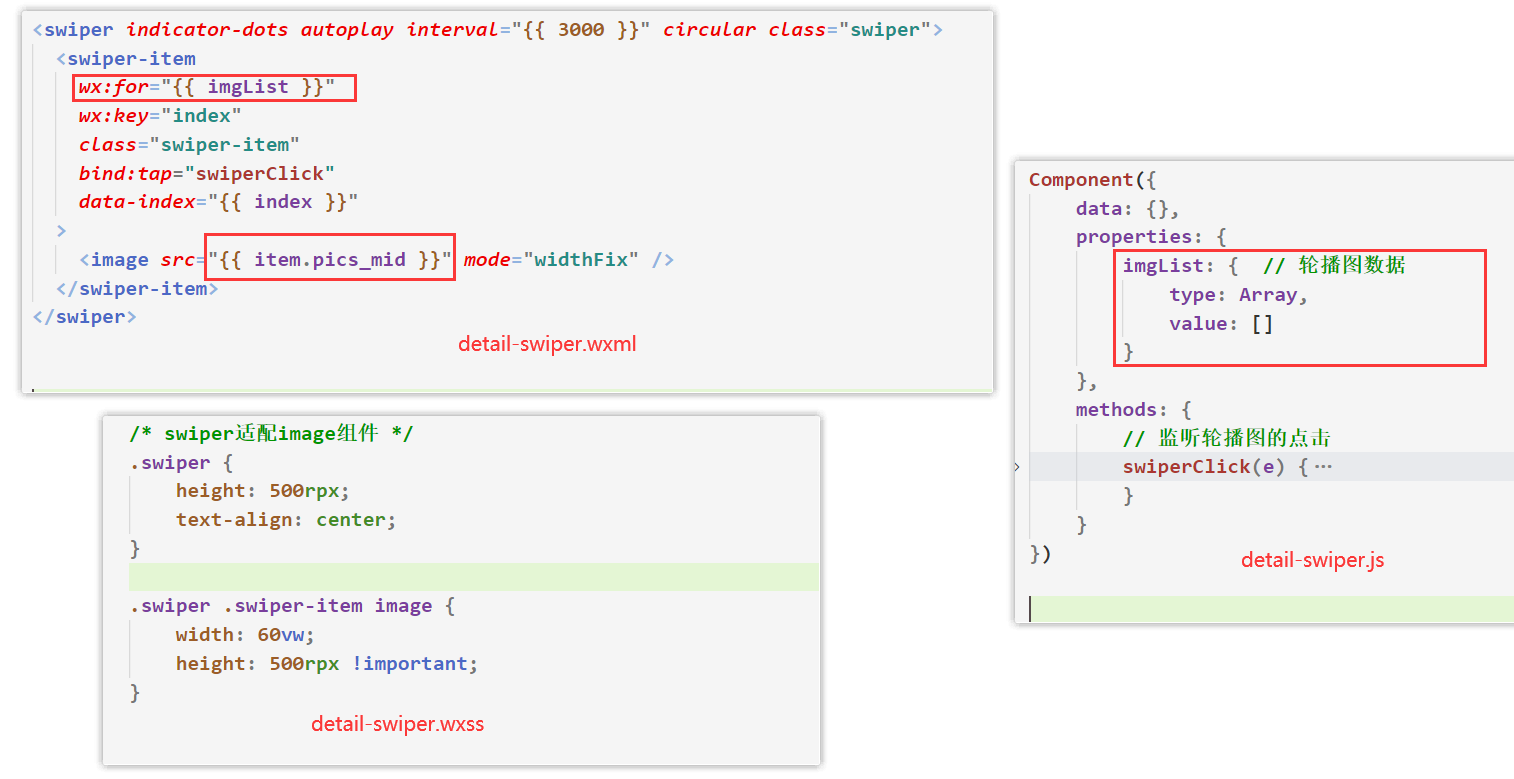 <swiper indicator-dots autoplay interval="{{ 3000 }}" circular class="swiper">
<swiper-item
wx:for="{{ imgList }}"
wx:key="index"
class="swiper-item"
bind:tap="swiperClick"
data-index="{{ index }}"
>
<image src="{{ item.pics_mid }}" mode="widthFix" />
</swiper-item>
</swiper>
detail-swiper.wxml
/* swiper适配image组件 */
.swiper {
height: 500rpx;
text-align: center;
}
.swiper .swiper-item image {
width: 60vw;
height: 500rpx !important;
}
detail-swiper.wxss
Component({
data: {},
properties: {
imgList: {  // 轮播图数据
type: Array,
value: []
}
},
methods: {
// 监听轮播图的点击
swiperClick(e) {…
}
}
})
detail-swiper.js